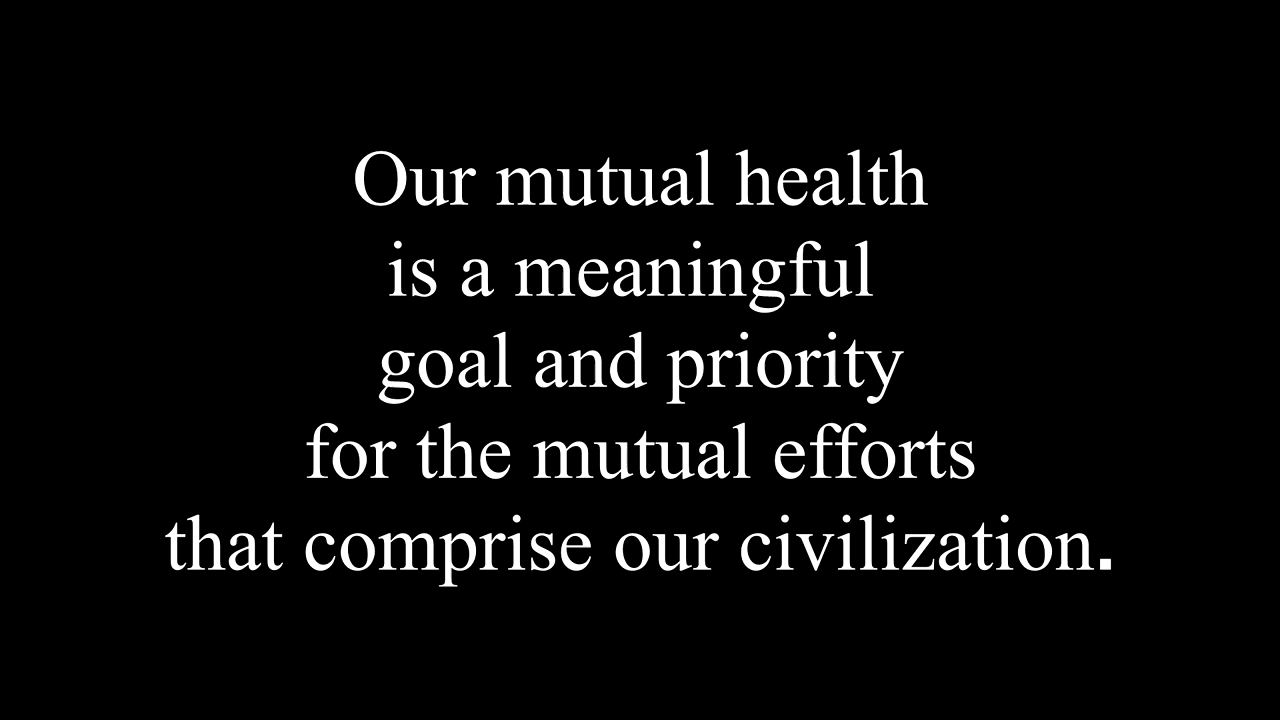 Our mutual health
is a meaningful
goal and priority
for the mutual efforts
that comprise our civilization.